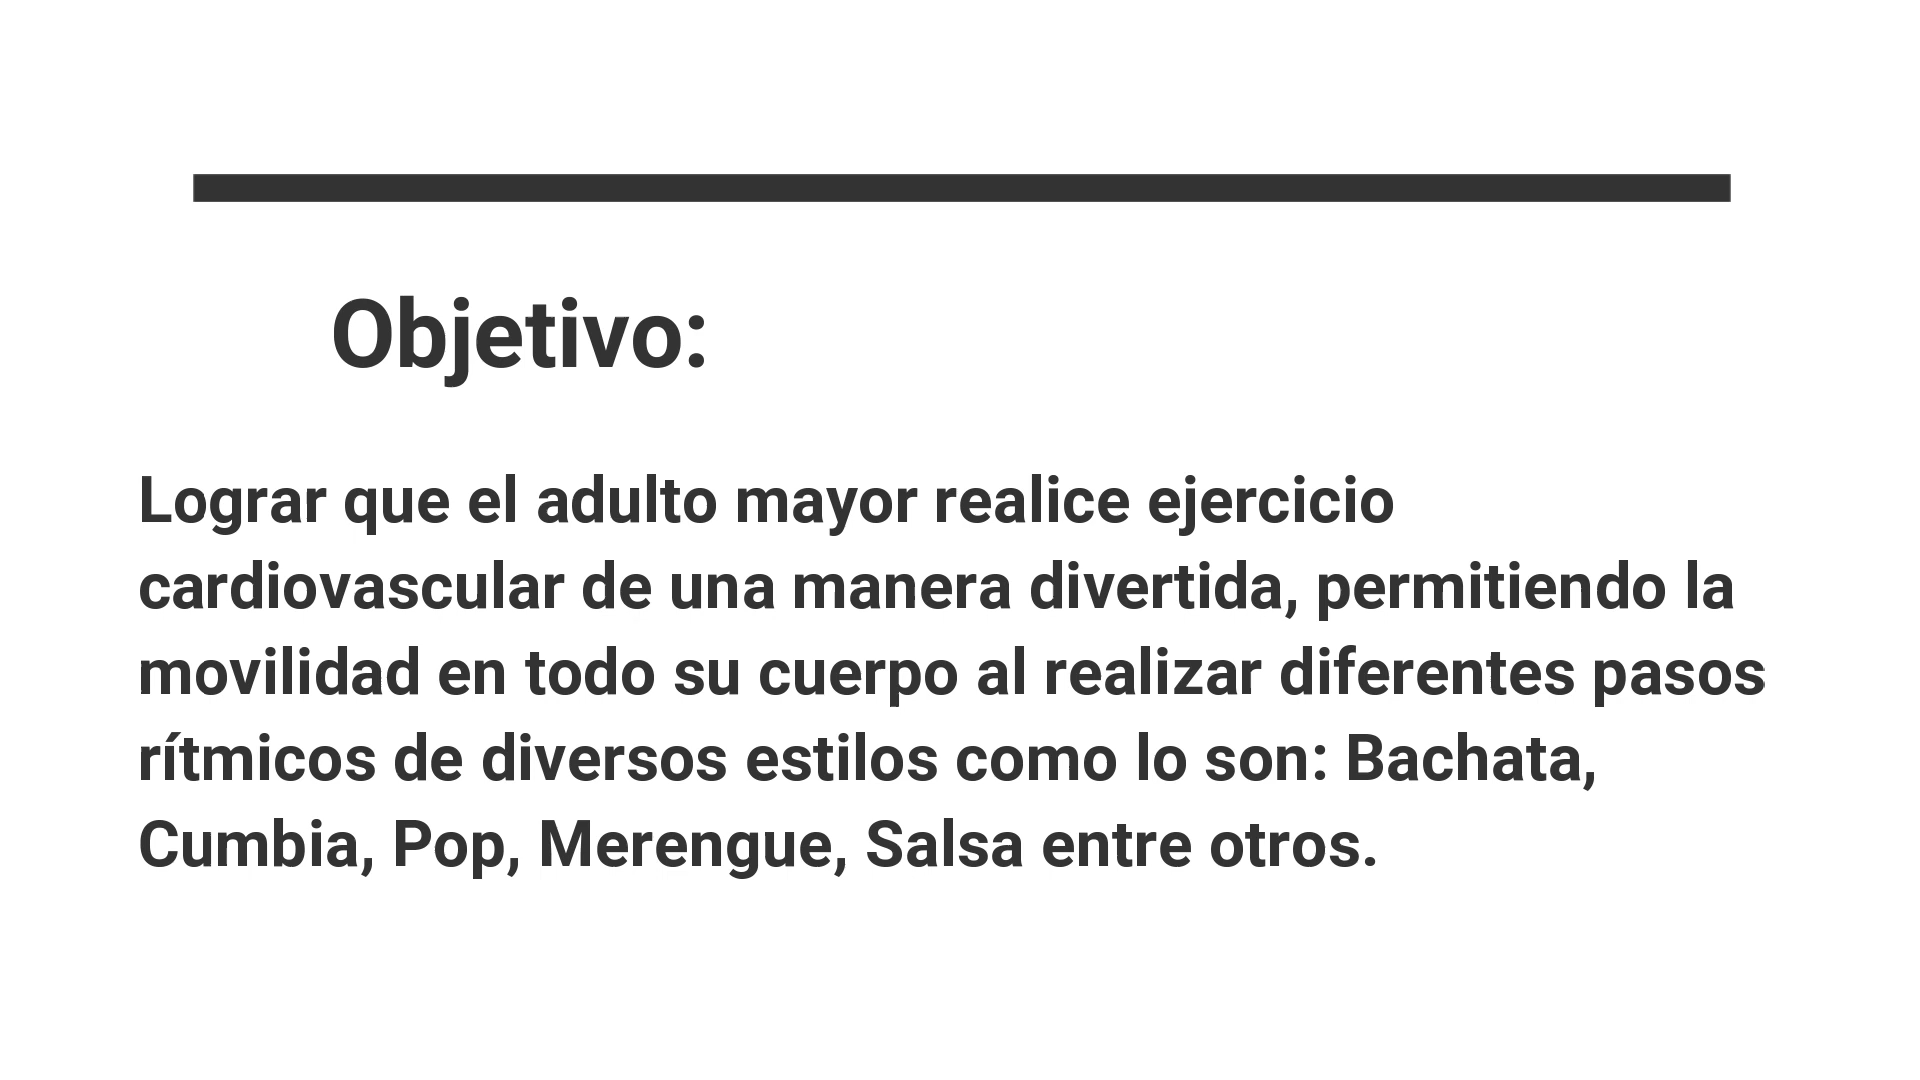 Objetivo:
Lograr que el adulto mayor realice ejercicio
cardiovascular de una manera divertida, permitiendo la
movilidad en todo su cuerpo al realizar diferentes pasos
rítmicos de diversos estilos como lo son: Bachata,
Cumbia, Pop, Merengue, Salsa entre otros.